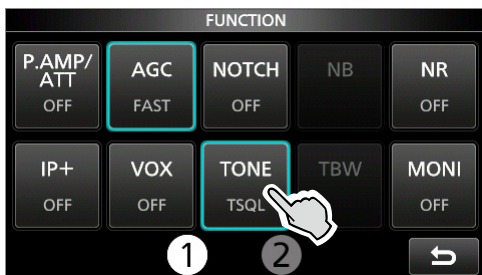 FUNCTION
P.AMP/
ATT
OFF
AGC
FAST
NOTCH
OFF
NB
NR
OFF
IP+
OFF
VOX
OFF
TONE
TSQL
TBW
MONI
OFF
1
2